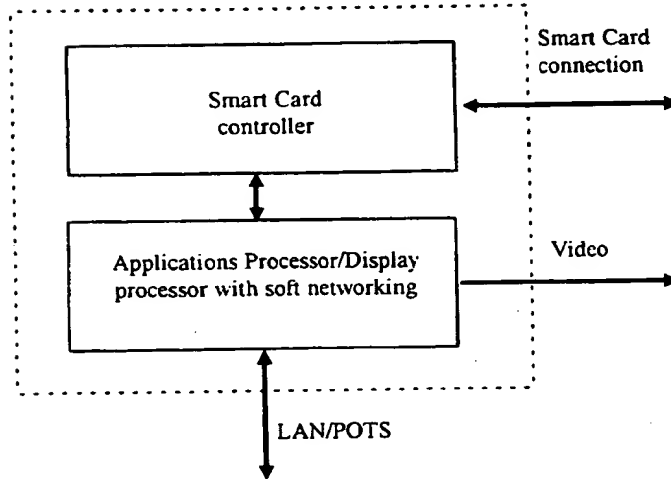 Smart Card
connection
Smart Card
controller
Applications Processor/Display
processor with soft networking
Video
LAN/POTS